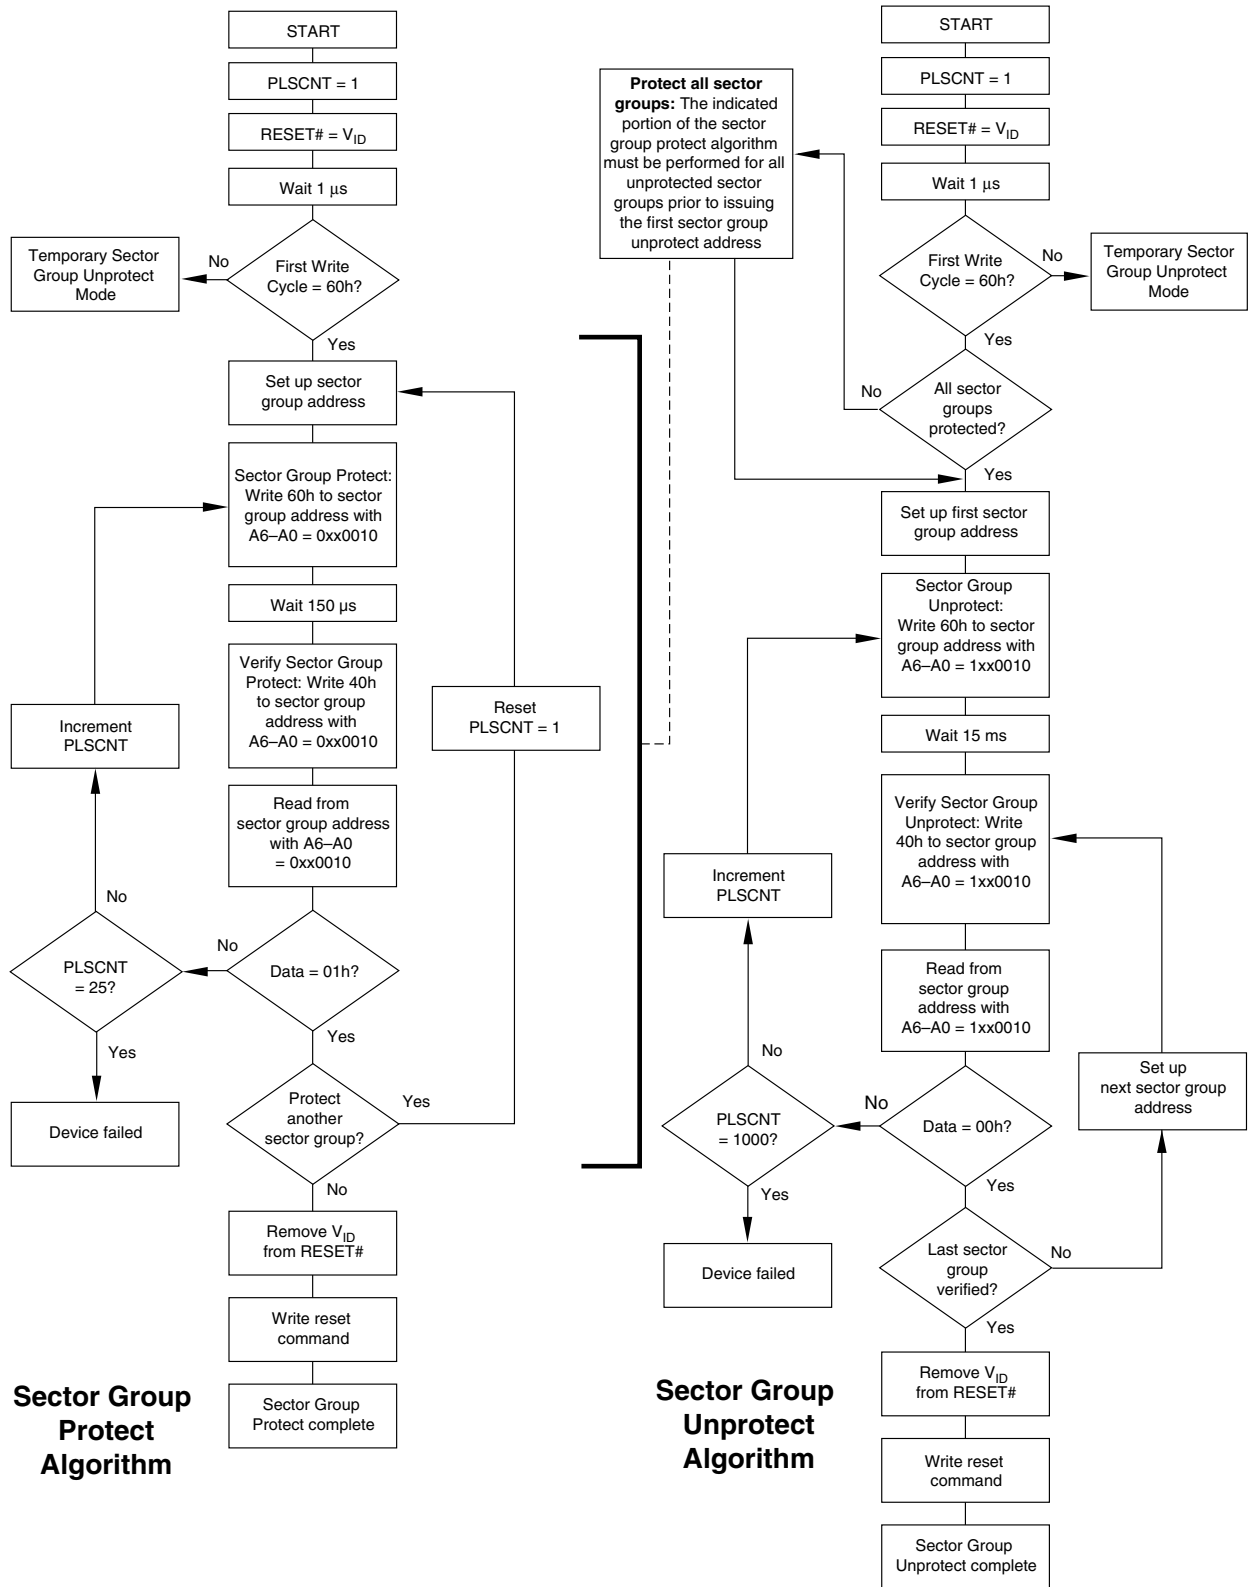 START
PLSCNT = 1
RESET# = VID
Wait 1 μs
First Write
Cycle = 60h?
No
Temporary Sector
Group Unprotect
Mode
Yes
Set up sector
group address
Sector Group Protect:
Write 60h to sector
group address with
A6–A0 = 0xx0010
Wait 150 μs
Verify Sector Group
Protect: Write 40h
to sector group
address with
A6–A0 = 0xx0010
Reset
PLSCNT = 1
Increment
PLSCNT
Read from
sector group address
with A6–A0
= 0xx0010
No
No
Data = 01h?
PLSCNT
= 25?
Yes
Yes
Device failed
Protect
another
sector group?
Yes
No
Remove VID
from RESET#
Write reset
command
Sector Group
Protect complete
Sector Group
Protect
Algorithm
Protect all sector
groups: The indicated
portion of the sector
group protect algorithm
must be performed for all
unprotected sector
groups prior to issuing
the first sector group
unprotect address
START
PLSCNT = 1
RESET# = VID
Wait 1 μs
First Write
Cycle = 60h?
No
Temporary Sector
Group Unprotect
Mode
Yes
No
All sector
groups
protected?
Yes
Set up first sector
group address
Sector Group
Unprotect:
Write 60h to sector
group address with
A6–A0 = 1xx0010
Wait 15 ms
Verify Sector Group
Unprotect: Write
40h to sector group
address with
A6–A0 = 1xx0010
Increment
PLSCNT
Read from
sector group
address with
A6–A0 = 1xx0010
No
Set up
next sector group
address
No
Data = 00h?
PLSCNT
= 1000?
Yes
Yes
Device failed
Last sector
group
verified?
No
Yes
Remove VID
from RESET#
Write reset
command
Sector Group
Unprotect complete
Sector Group
Unprotect
Algorithm